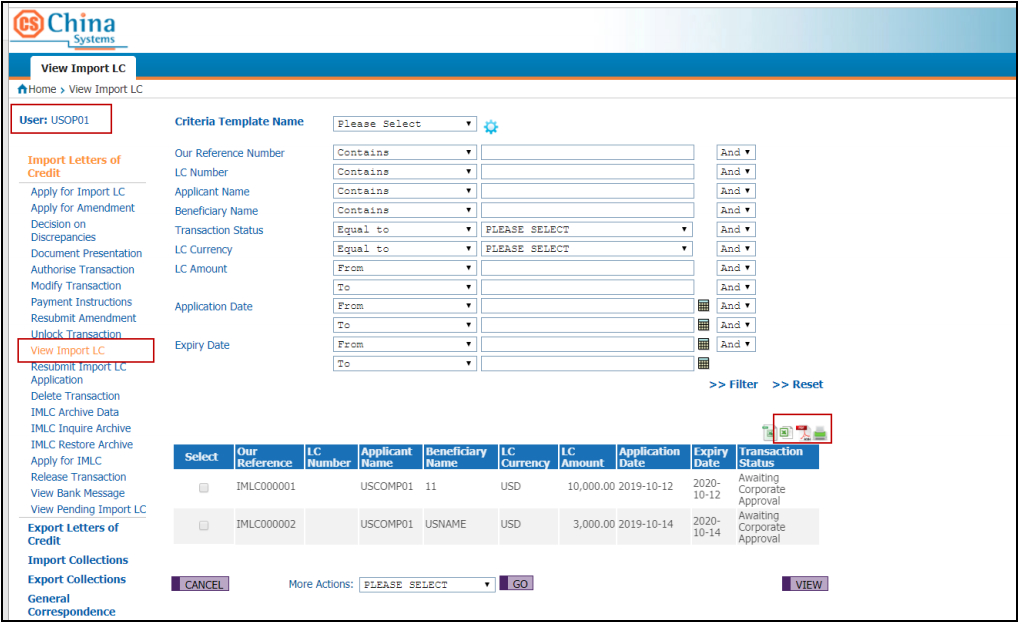 CS China
Systems
View Import LC
Home > View Import LC
User: USOP01
Import Letters of
Credit
Apply for Import LC
Apply for Amendment
Decision on
Discrepancies
Document Presentation
Authorise Transaction
Modify Transaction
Payment Instructions
Resubmit Amendment
Unlock Transaction
View Import LC
Resubmit Import LC
Application
Delete Transaction
IMLC Archive Data
IMLC Inquire Archive
IMLC Restore Archive
Apply for IMLC
Release Transaction
View Bank Message
View Pending Import LC
Export Letters of
Credit
Import Collections
Export Collections
General
Correspondence
Criteria Template Name Please Select
Our Reference Number Contains And
LC Number Contains And
Applicant Name Contains And
Beneficiary Name Contains And
Transaction Status Equal to PLEASE SELECT And
LC Currency Equal to PLEASE SELECT And
LC Amount From And
To And
Application Date From And
To And
Expiry Date From And
To
>> Filter >> Reset
Select Our Reference LC Number Applicant Name Beneficiary Name LC Currency LC Amount Application Date Expiry Date Transaction Status
IMLC000001 USCOMP01 11 USD 10,000.00 2019-10-12 2020-10-12 Awaiting Corporate Approval
IMLC000002 USCOMP01 USNAME USD 3,000.00 2019-10-14 2020-10-14 Awaiting Corporate Approval
CANCEL More Actions: PLEASE SELECT GO VIEW